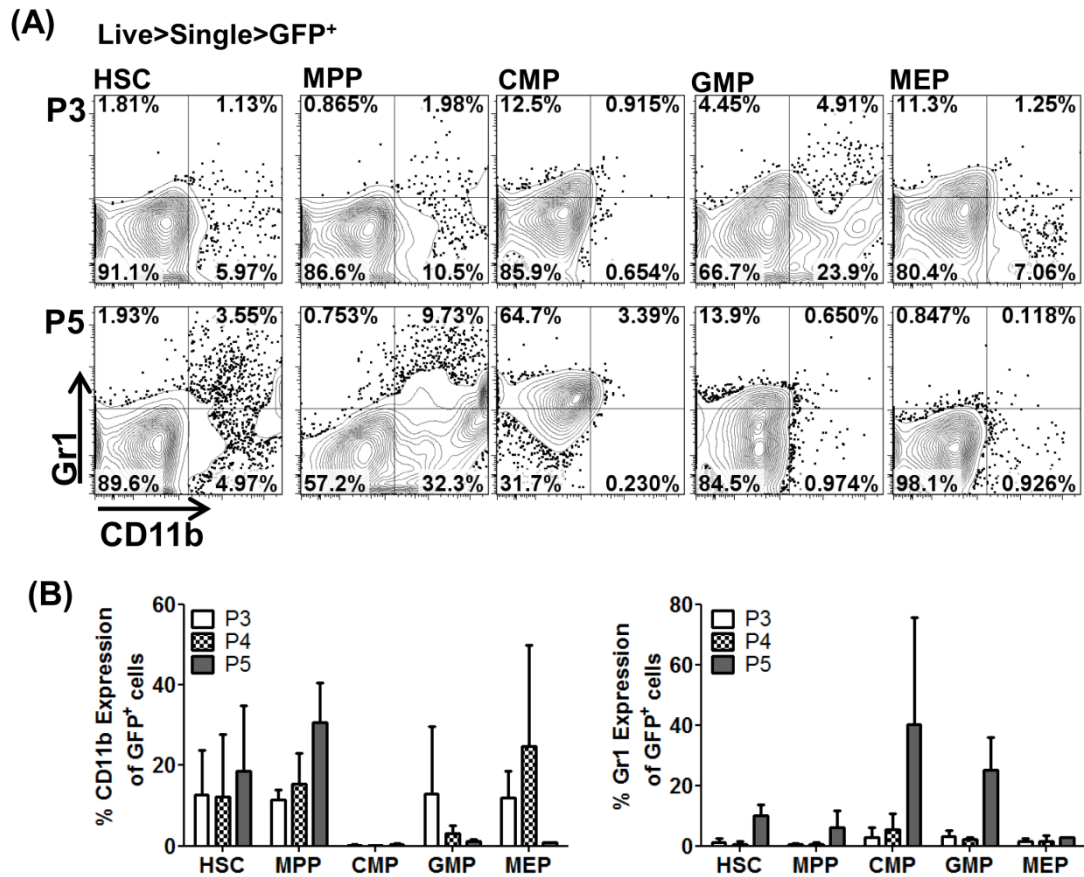 (A)
Live>Single>GFP+
HSC MPP CMP GMP MEP
P3
1.81% 1.13% 0.865% 1.98% 12.5% 0.915% 4.45% 4.91% 11.3% 1.25%
91.1% 5.97% 86.6% 10.5% 85.9% 0.654% 66.7% 23.9% 80.4% 7.06%
P5
1.93% 3.55% 0.753% 9.73% 64.7% 3.39% 13.9% 0.650% 0.847% 0.118%
89.6% 4.97% 57.2% 32.3% 31.7% 0.230% 84.5% 0.974% 98.1% 0.926%
Gr1
CD11b
(B)
% CD11b Expression
of GFP+ cells
60
40
20
0
P3
P4
P5
HSC MPP CMP GMP MEP
% Gr1 Expression
of GFP+ cells
80
60
40
20
0
P3
P4
P5
HSC MPP CMP GMP MEP